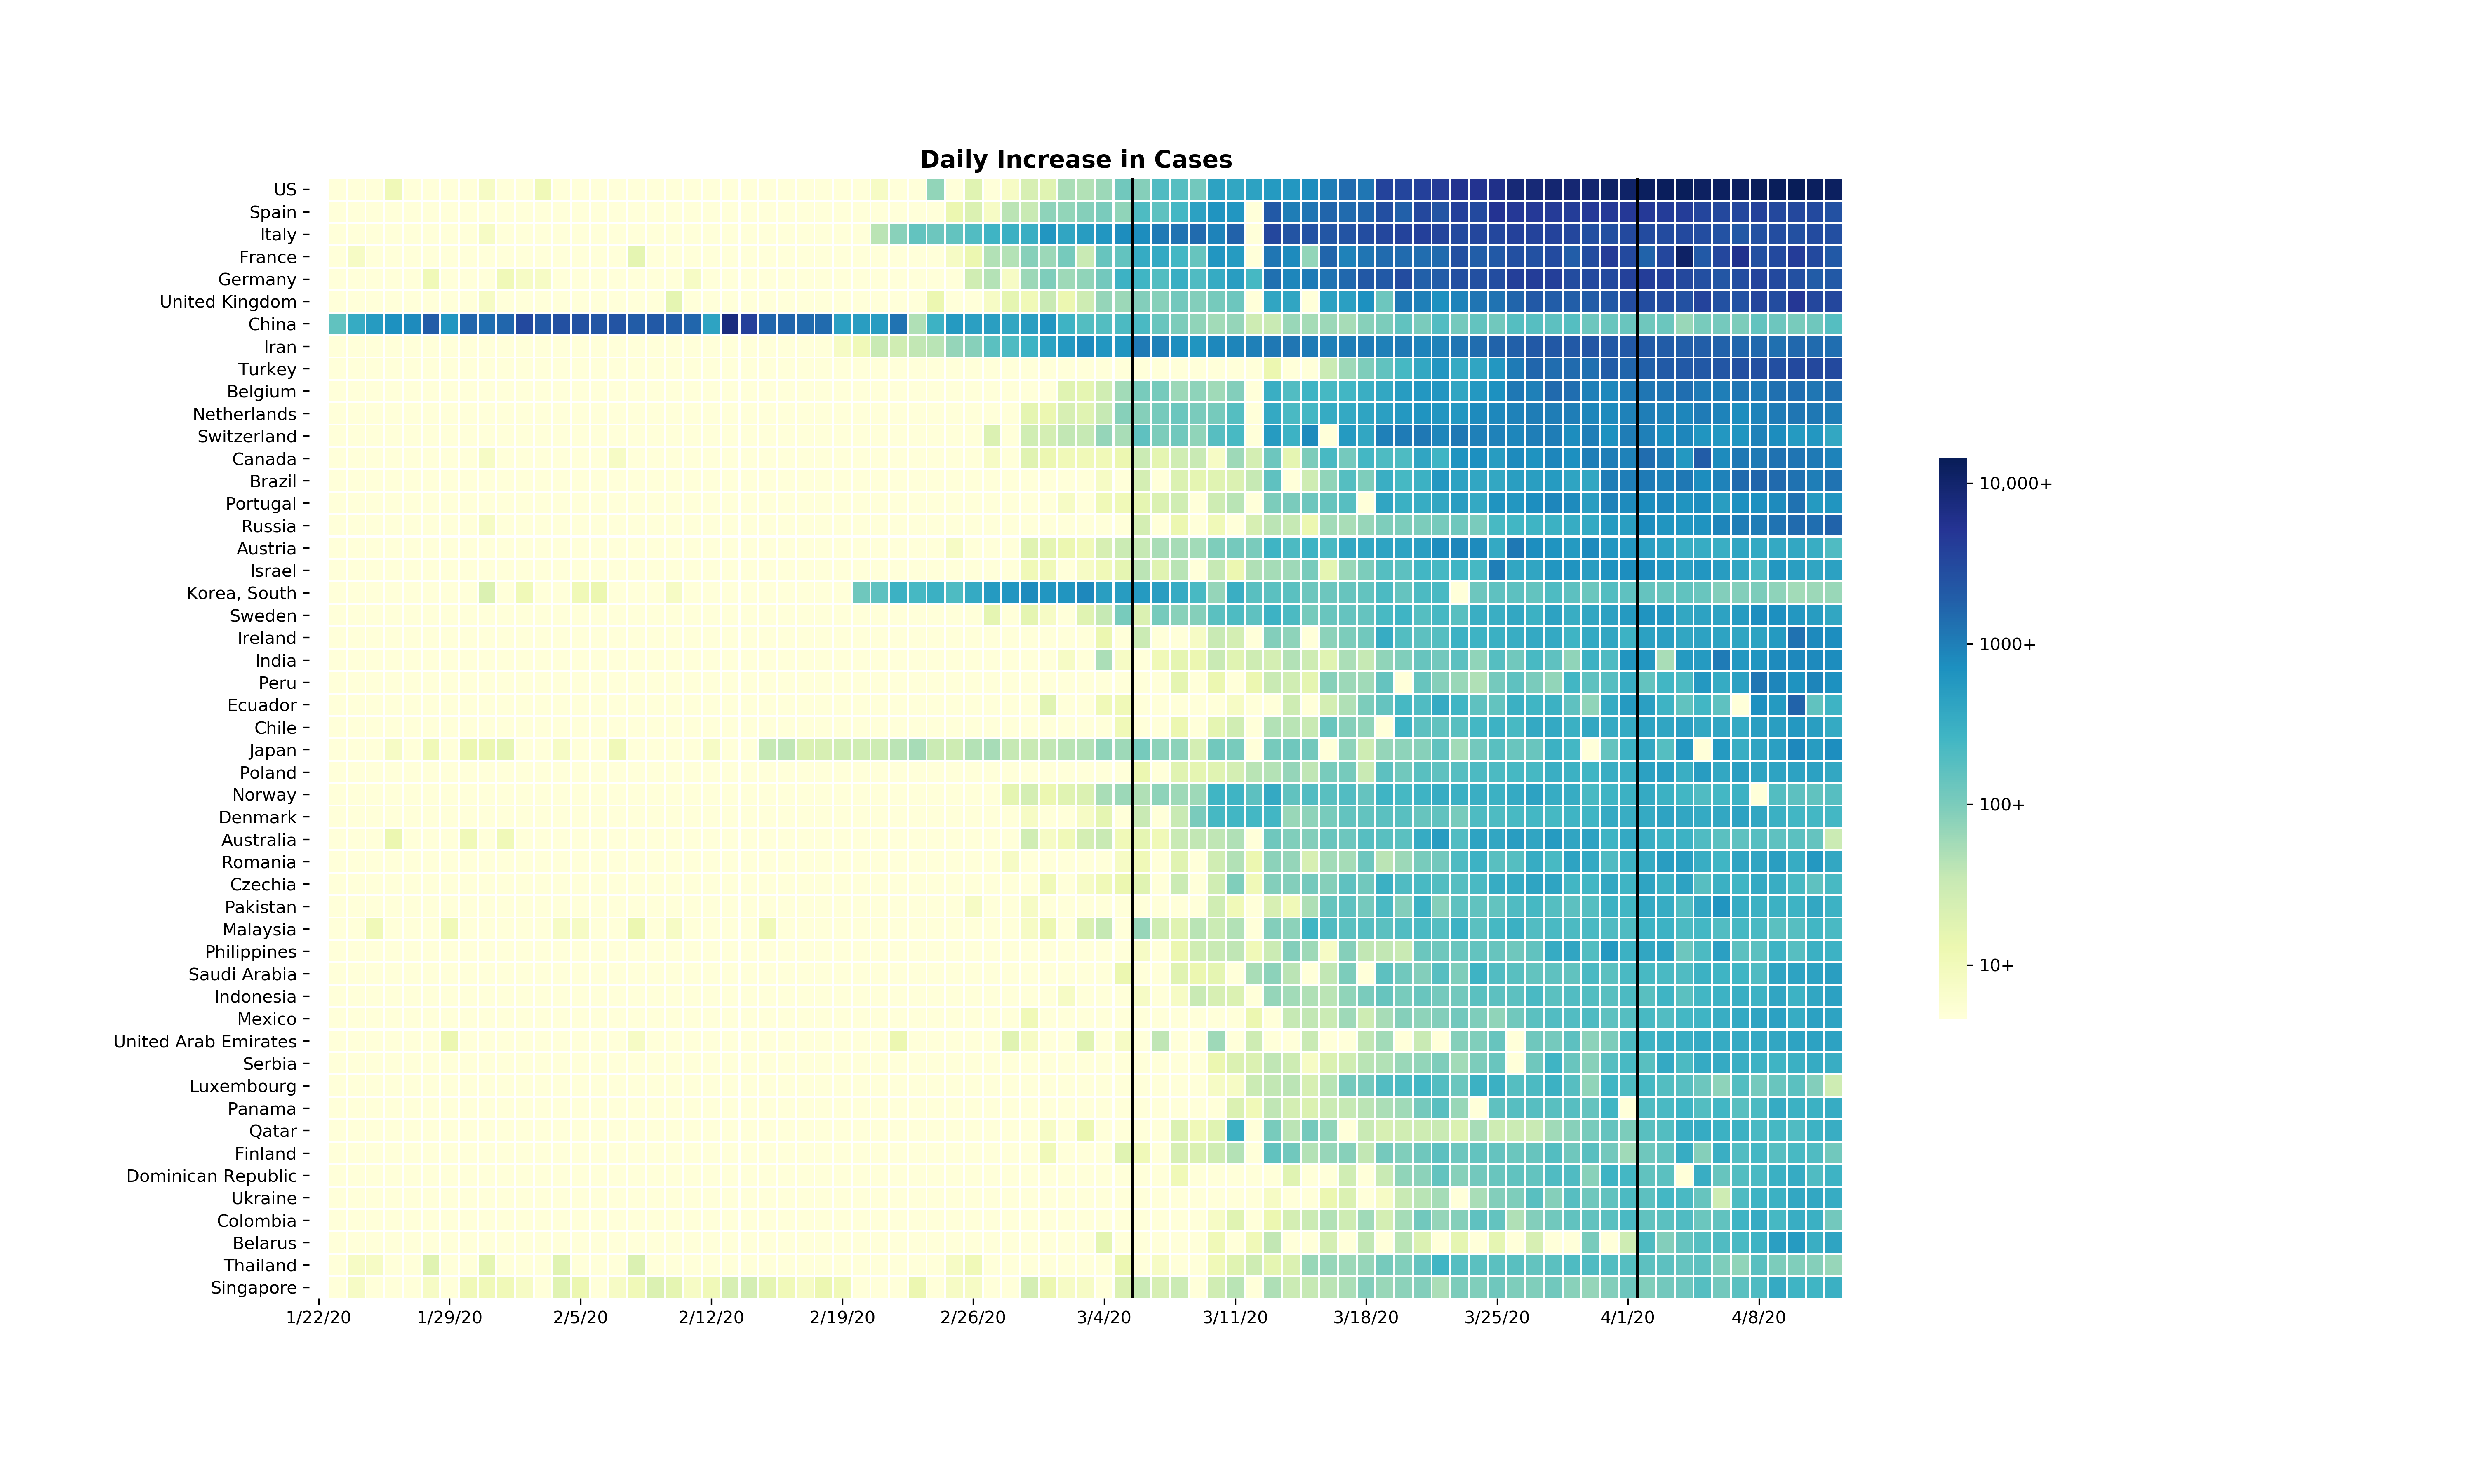 Daily Increase in Cases
US
Spain
Italy
France
Germany
United Kingdom
China
Iran
Turkey
Belgium
Netherlands
Switzerland
Canada
Brazil
Portugal
Russia
Austria
Israel
Korea, South
Sweden
Ireland
India
Peru
Ecuador
Chile
Japan
Poland
Norway
Denmark
Australia
Romania
Czechia
Pakistan
Malaysia
Philippines
Saudi Arabia
Indonesia
Mexico
United Arab Emirates
Serbia
Luxembourg
Panama
Qatar
Finland
Dominican Republic
Ukraine
Colombia
Belarus
Thailand
Singapore
1/22/20 1/29/20 2/5/20 2/12/20 2/19/20 2/26/20 3/4/20 3/11/20 3/18/20 3/25/20 4/1/20 4/8/20
10,000+
1000+
100+
10+